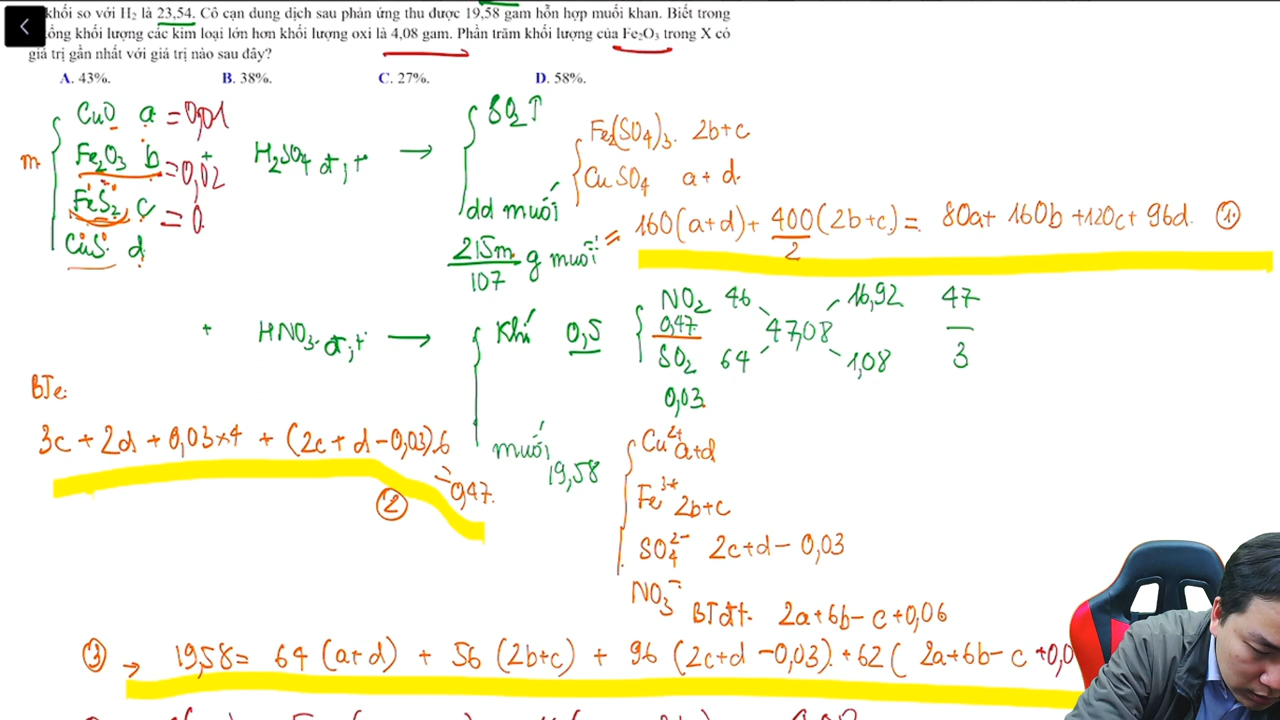 khối so với H₂ là 23,54. Cô cạn dung dịch sau phản ứng thu được 19,58 gam hỗn hợp muối khan. Biết trong
tổng khối lượng các kim loại lớn hơn khối lượng oxi là 4,08 gam. Phần trăm khối lượng của Fe₂O₃ trong X có
giá trị gần nhất với giá trị nào sau đây?
A. 43%. B. 38%. C. 27%. D. 58%.
m
CuO a = 0,01
Fe₂O₃ b = 0,02
FeS₂ c = 0
CuS d
H₂SO₄ đ, t⁺ →
SO₂ ↑
dd muối
Fe₂(SO₄)₃. 2b+c
CuSO₄ a+d
215m/107 g muối = 160(a+d) + 400/2 (2b+c) = 80a + 160b + 120c + 96d ①
+ HNO₃ đ, t⁺ →
Khí 0,5
NO₂ 46 16,92 47
0,47 47,08
SO₂ 64 1,08 3
0,03
muối 19,58
Cu²⁺ a+d
Fe³⁺ 2b+c
SO₄²⁻ 2c+d − 0,03
NO₃⁻ BTđt. 2a+6b− c +0,06
BTe:
3c + 2d + 0,03×4 + (2c + d − 0,03).6
= 0,47.
②
③ → 19,58 = 64 (a+d) + 56 (2b+c) + 96 (2c+d −0,03) + 62 ( 2a+6b− c +0,0